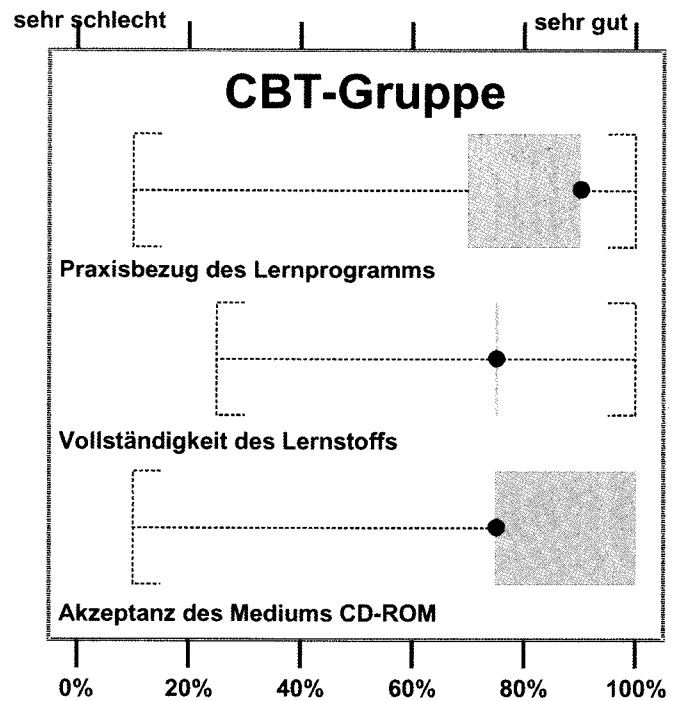 sehr schlecht sehr gut
CBT-Gruppe
Praxisbezug des Lernprogramms
Vollständigkeit des Lernstoffs
Akzeptanz des Mediums CD-ROM
0% 20% 40% 60% 80% 100%